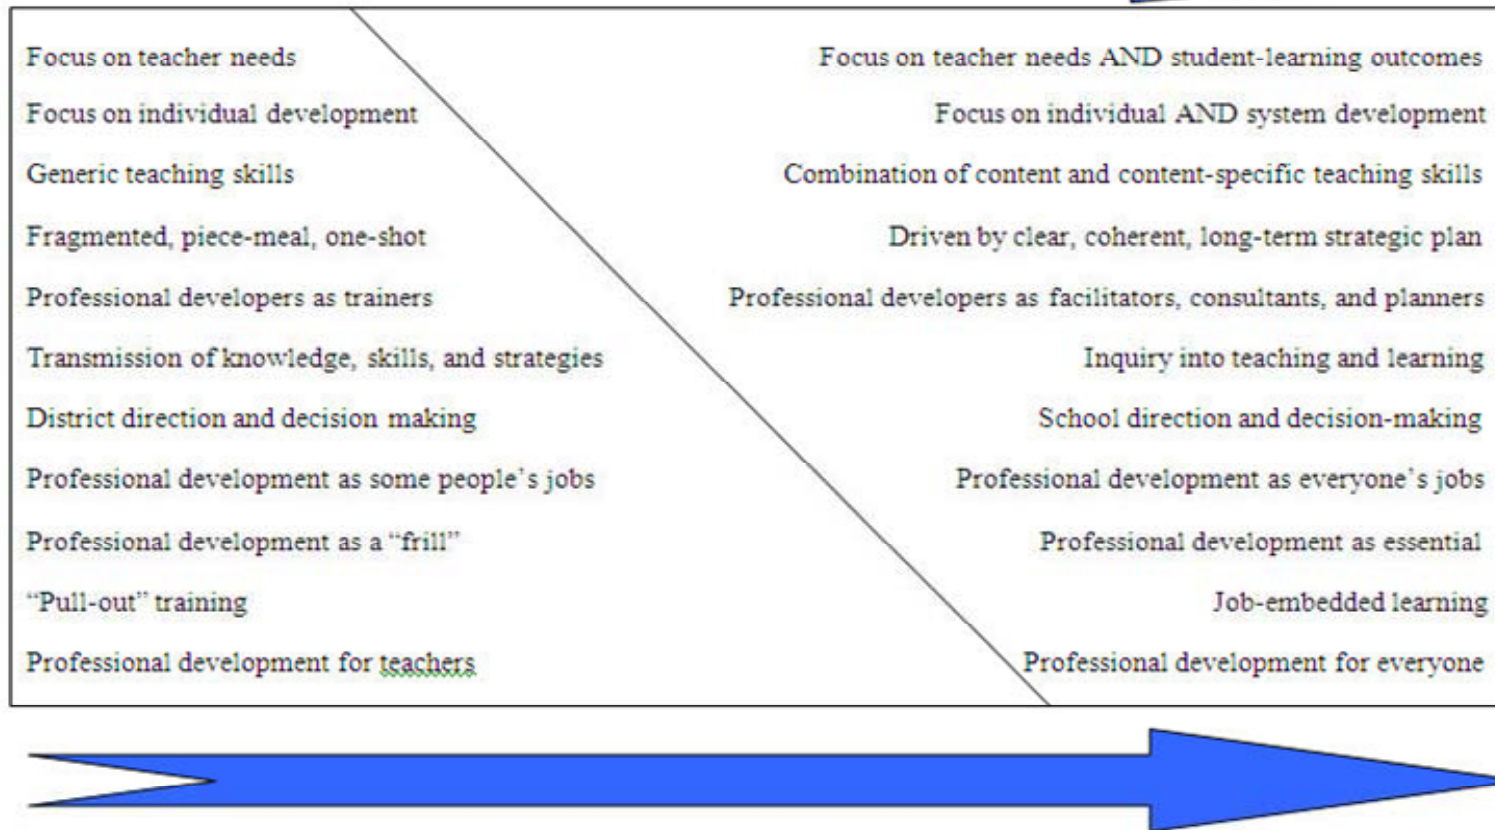 Focus on teacher needs
Focus on teacher needs AND student-learning outcomes
Focus on individual development
Focus on individual AND system development
Generic teaching skills
Combination of content and content-specific teaching skills
Fragmented, piece-meal, one-shot
Driven by clear, coherent, long-term strategic plan
Professional developers as trainers
Professional developers as facilitators, consultants, and planners
Transmission of knowledge, skills, and strategies
Inquiry into teaching and learning
District direction and decision making
School direction and decision-making
Professional development as some people’s jobs
Professional development as everyone’s jobs
Professional development as a “frill”
Professional development as essential
“Pull-out” training
Job-embedded learning
Professional development for teachers
Professional development for everyone